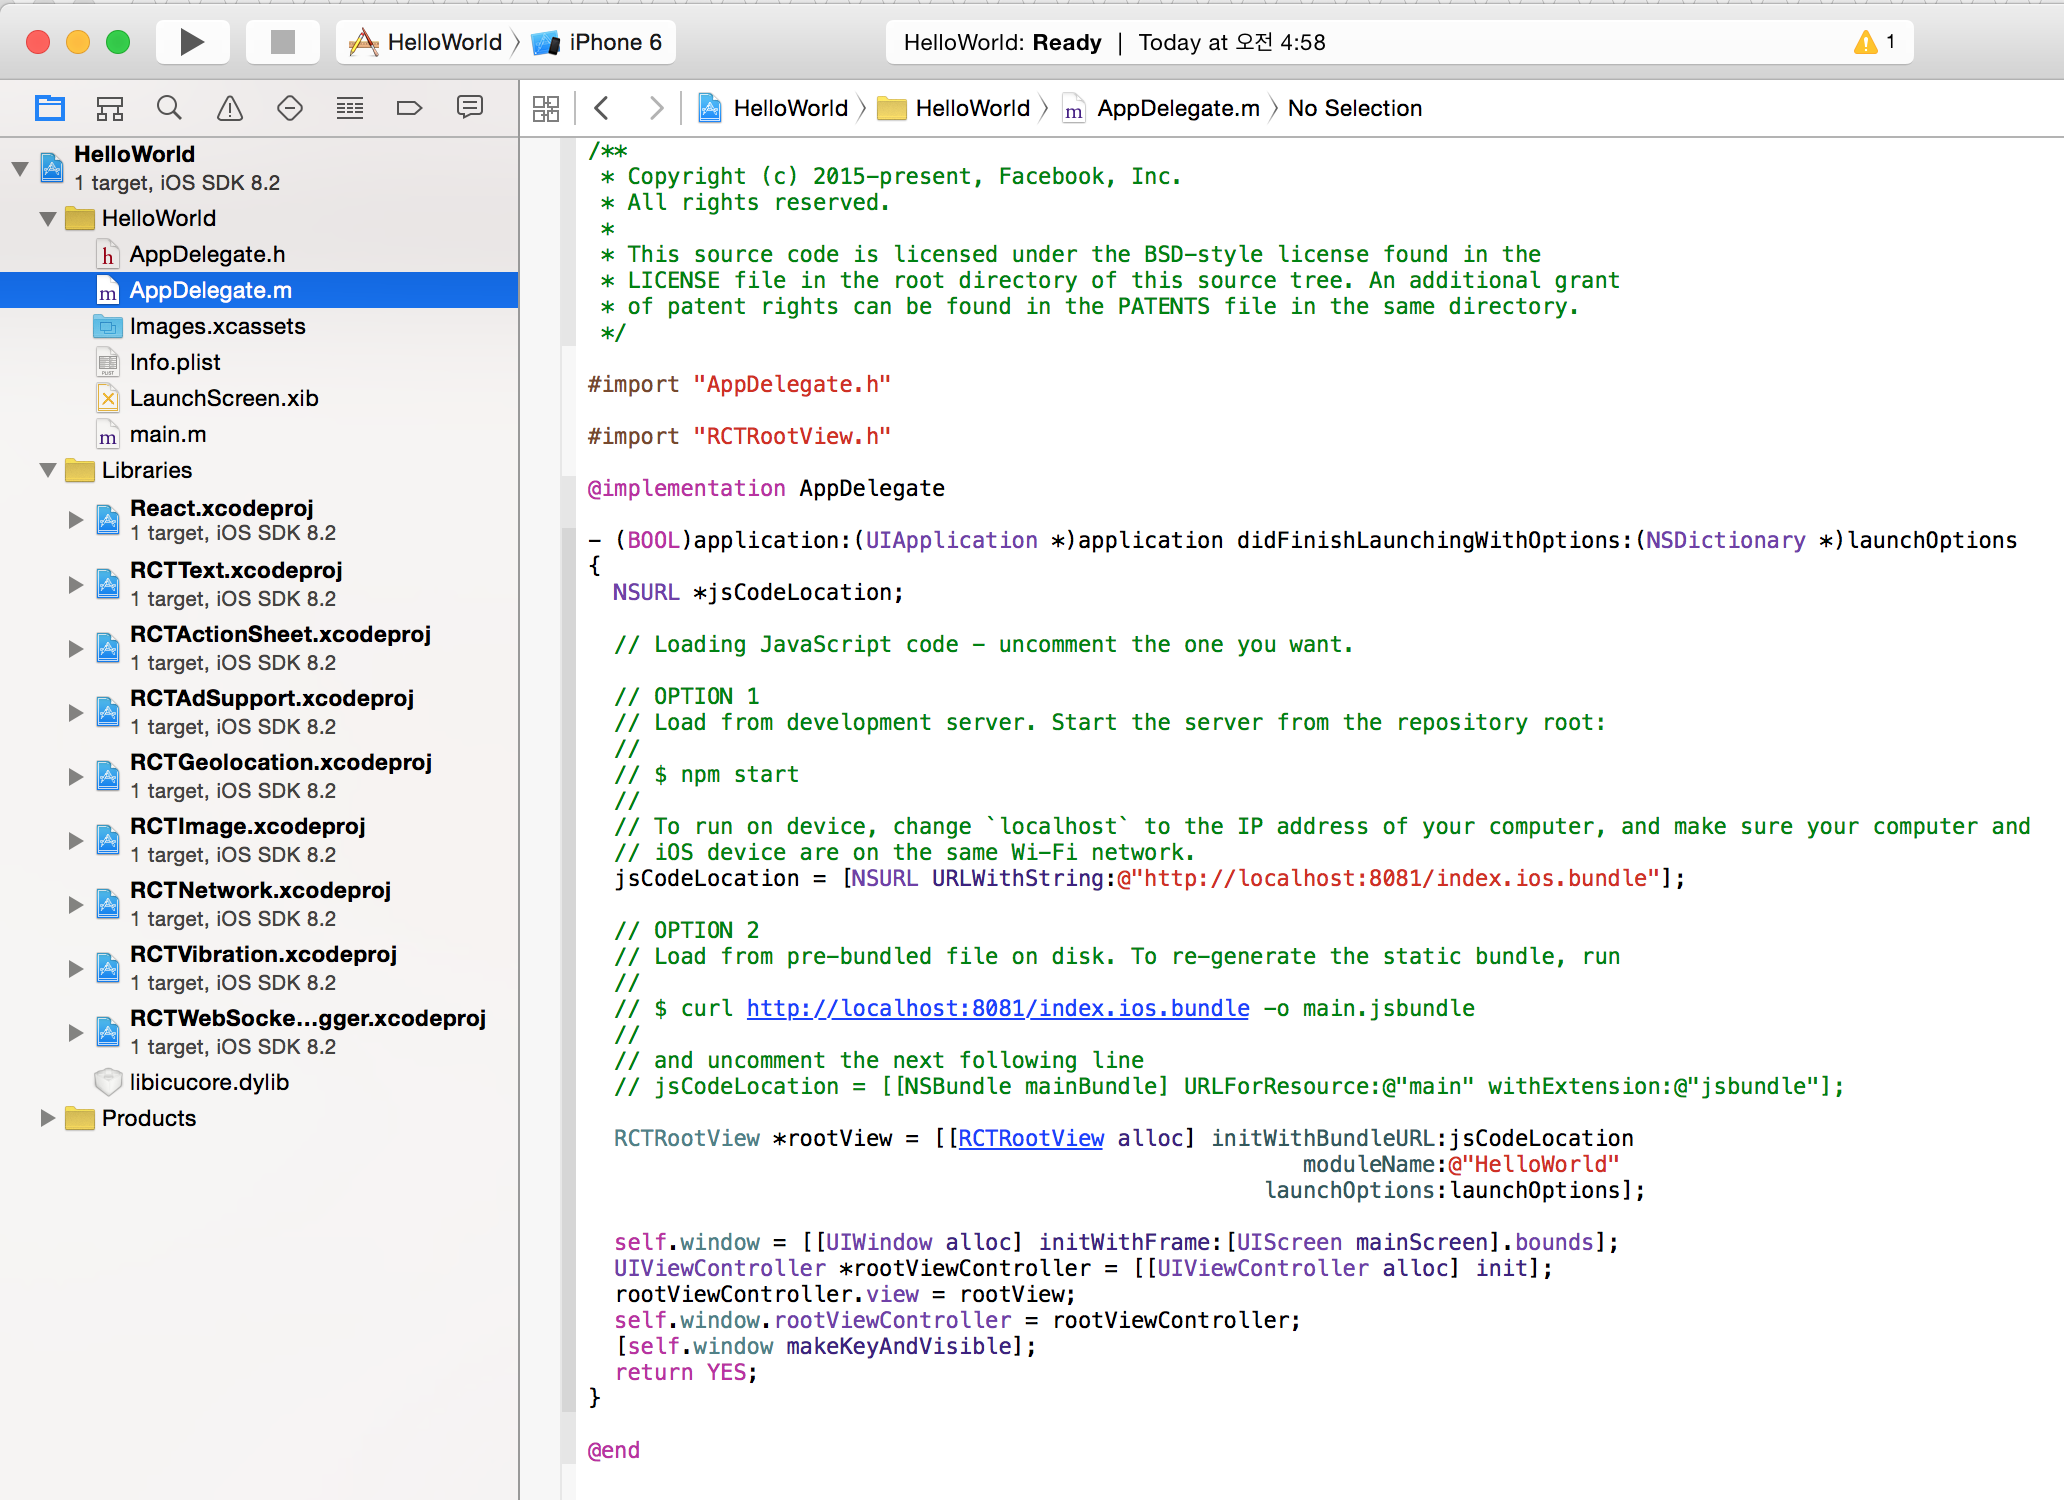 HelloWorld
iPhone 6
HelloWorld: Ready | Today at 오전 4:58
1
HelloWorld
HelloWorld
AppDelegate.m
No Selection
HelloWorld
1 target, iOS SDK 8.2
HelloWorld
AppDelegate.h
AppDelegate.m
Images.xcassets
Info.plist
LaunchScreen.xib
main.m
Libraries
React.xcodeproj
1 target, iOS SDK 8.2
RCTText.xcodeproj
1 target, iOS SDK 8.2
RCTActionSheet.xcodeproj
1 target, iOS SDK 8.2
RCTAdSupport.xcodeproj
1 target, iOS SDK 8.2
RCTGeolocation.xcodeproj
1 target, iOS SDK 8.2
RCTImage.xcodeproj
1 target, iOS SDK 8.2
RCTNetwork.xcodeproj
1 target, iOS SDK 8.2
RCTVibration.xcodeproj
1 target, iOS SDK 8.2
RCTWebSocke...gger.xcodeproj
1 target, iOS SDK 8.2
libicucore.dylib
Products
/**
 * Copyright (c) 2015-present, Facebook, Inc.
 * All rights reserved.
 *
 * This source code is licensed under the BSD-style license found in the
 * LICENSE file in the root directory of this source tree. An additional grant
 * of patent rights can be found in the PATENTS file in the same directory.
 */
#import "AppDelegate.h"
#import "RCTRootView.h"
@implementation AppDelegate
- (BOOL)application:(UIApplication *)application didFinishLaunchingWithOptions:(NSDictionary *)launchOptions
{
  NSURL *jsCodeLocation;
  // Loading JavaScript code - uncomment the one you want.
  // OPTION 1
  // Load from development server. Start the server from the repository root:
  //
  // $ npm start
  //
  // To run on device, change `localhost` to the IP address of your computer, and make sure your computer and
  // iOS device are on the same Wi-Fi network.
  jsCodeLocation = [NSURL URLWithString:@"http://localhost:8081/index.ios.bundle"];
  // OPTION 2
  // Load from pre-bundled file on disk. To re-generate the static bundle, run
  //
  // $ curl http://localhost:8081/index.ios.bundle -o main.jsbundle
  //
  // and uncomment the next following line
  // jsCodeLocation = [[NSBundle mainBundle] URLForResource:@"main" withExtension:@"jsbundle"];
  RCTRootView *rootView = [[RCTRootView alloc] initWithBundleURL:jsCodeLocation
                                                      moduleName:@"HelloWorld"
                                                   launchOptions:launchOptions];
  self.window = [[UIWindow alloc] initWithFrame:[UIScreen mainScreen].bounds];
  UIViewController *rootViewController = [[UIViewController alloc] init];
  rootViewController.view = rootView;
  self.window.rootViewController = rootViewController;
  [self.window makeKeyAndVisible];
  return YES;
}
@end